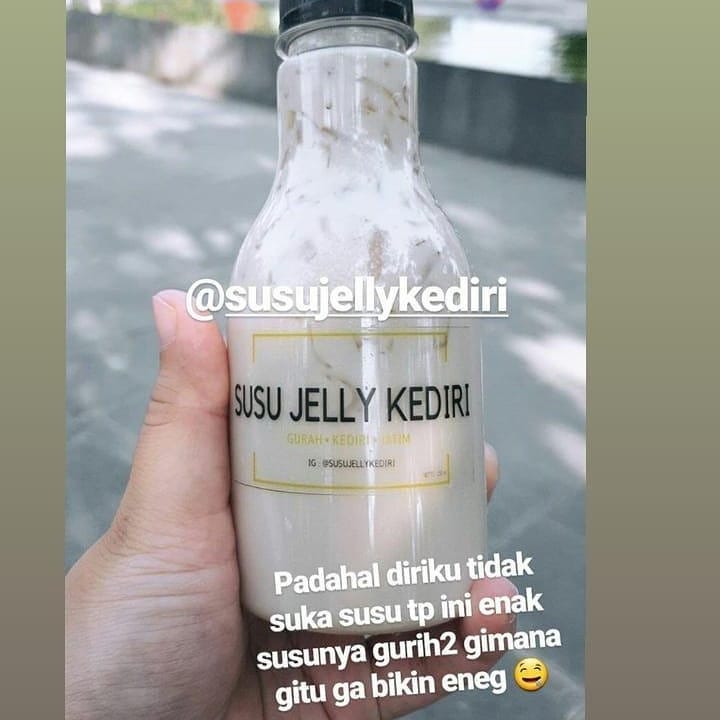 @susujellykediri
SUSU JELLY KEDIRI
GURAH • KEDIRI • JATIM
IG : @SUSUJELLYKEDIRI
Padahal diriku tidak
suka susu tp ini enak
susunya gurih2 gimana
gitu ga bikin eneg 🤤